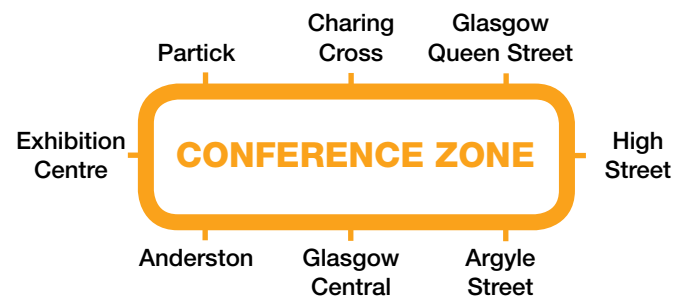 Partick
Charing
Cross
Glasgow
Queen Street
Exhibition
Centre
CONFERENCE ZONE
High
Street
Anderston
Glasgow
Central
Argyle
Street